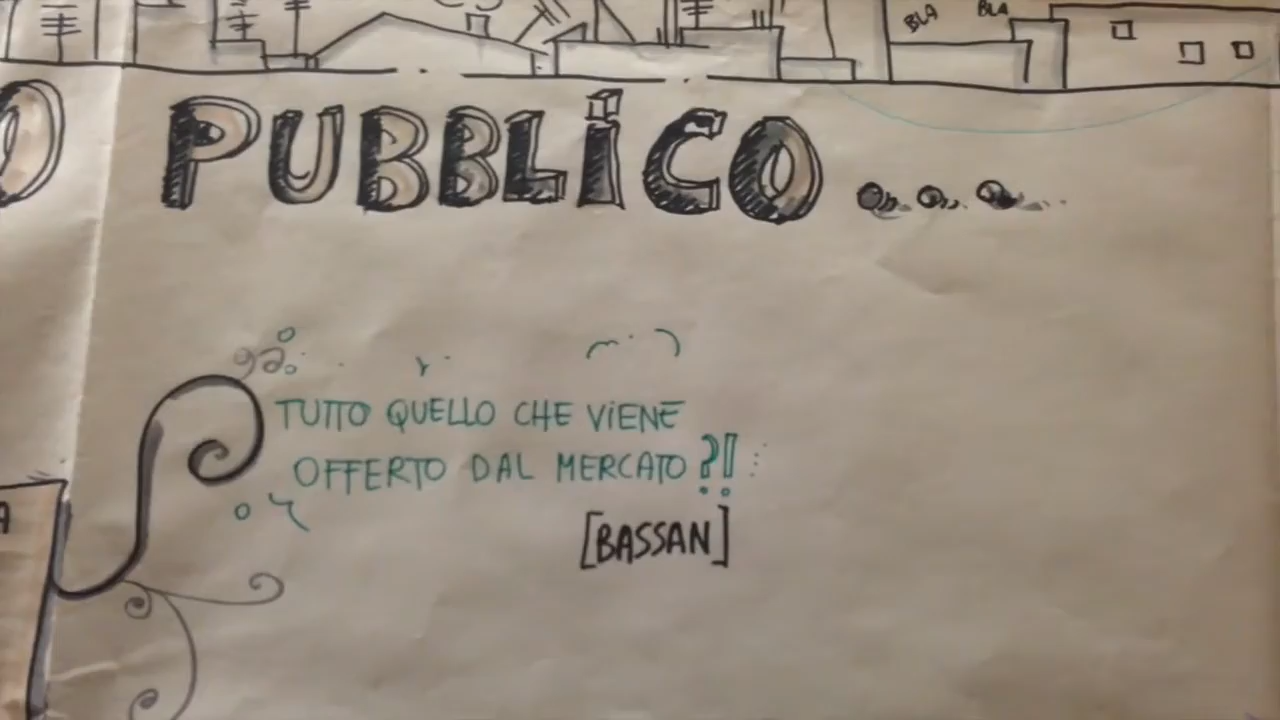 BLA BLA
O PUBBLICO...
TUTTO QUELLO CHE VIENE
OFFERTO DAL MERCATO?!
[BASSAN]
A